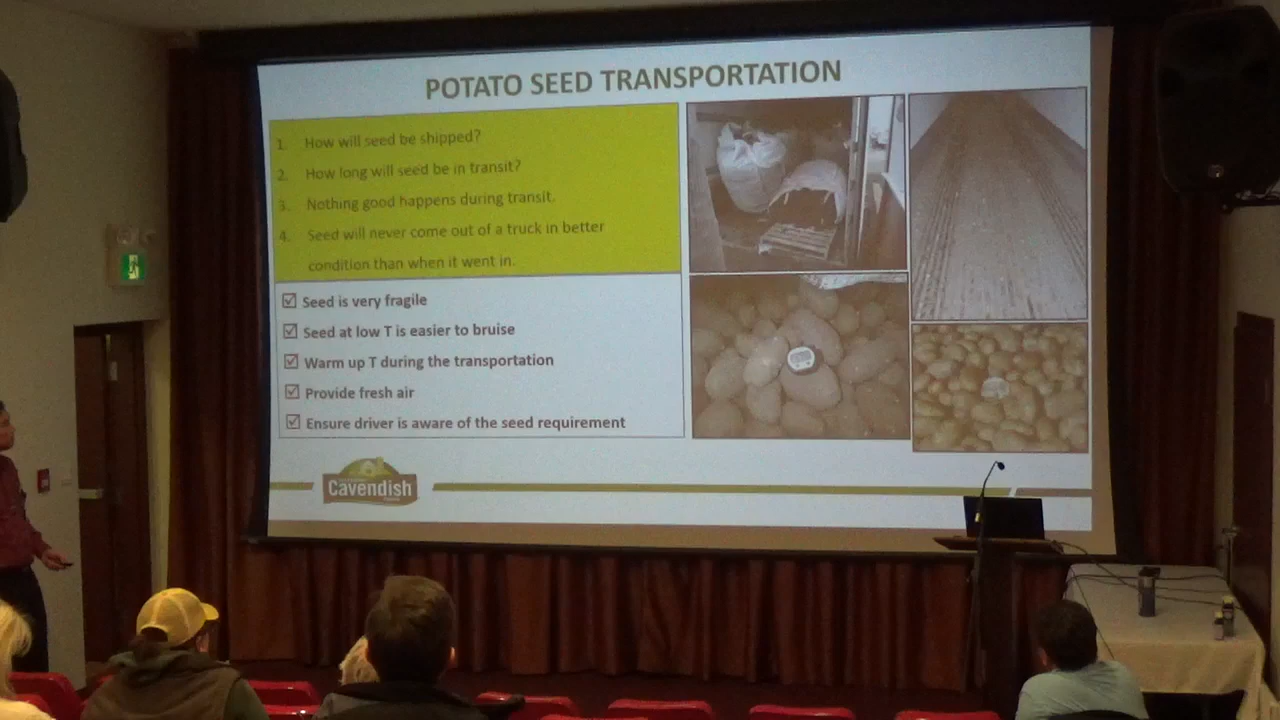 POTATO SEED TRANSPORTATION
1. How will seed be shipped?
2. How long will seed be in transit?
3. Nothing good happens during transit.
4. Seed will never come out of a truck in better
condition than when it went in.
☑ Seed is very fragile
☑ Seed at low T is easier to bruise
☑ Warm up T during the transportation
☑ Provide fresh air
☑ Ensure driver is aware of the seed requirement
Cavendish